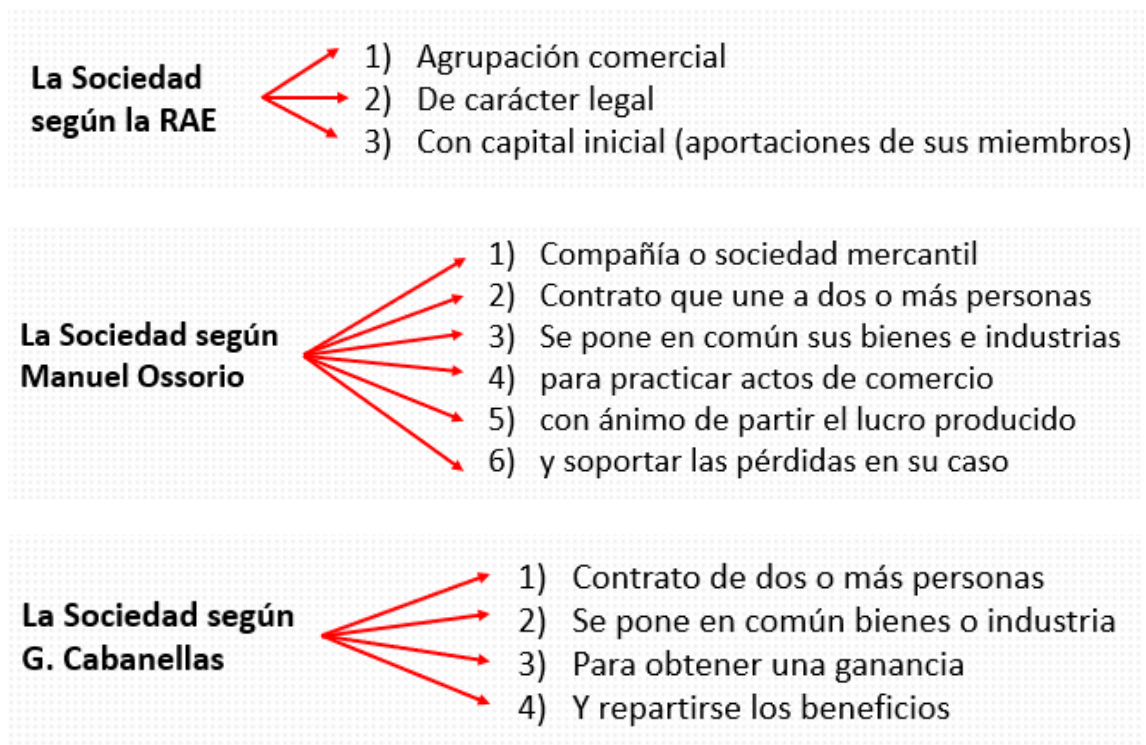 La Sociedad
según la RAE
1) Agrupación comercial
2) De carácter legal
3) Con capital inicial (aportaciones de sus miembros)
La Sociedad según
Manuel Ossorio
1) Compañía o sociedad mercantil
2) Contrato que une a dos o más personas
3) Se pone en común sus bienes e industrias
4) para practicar actos de comercio
5) con ánimo de partir el lucro producido
6) y soportar las pérdidas en su caso
La Sociedad según
G. Cabanellas
1) Contrato de dos o más personas
2) Se pone en común bienes o industria
3) Para obtener una ganancia
4) Y repartirse los beneficios